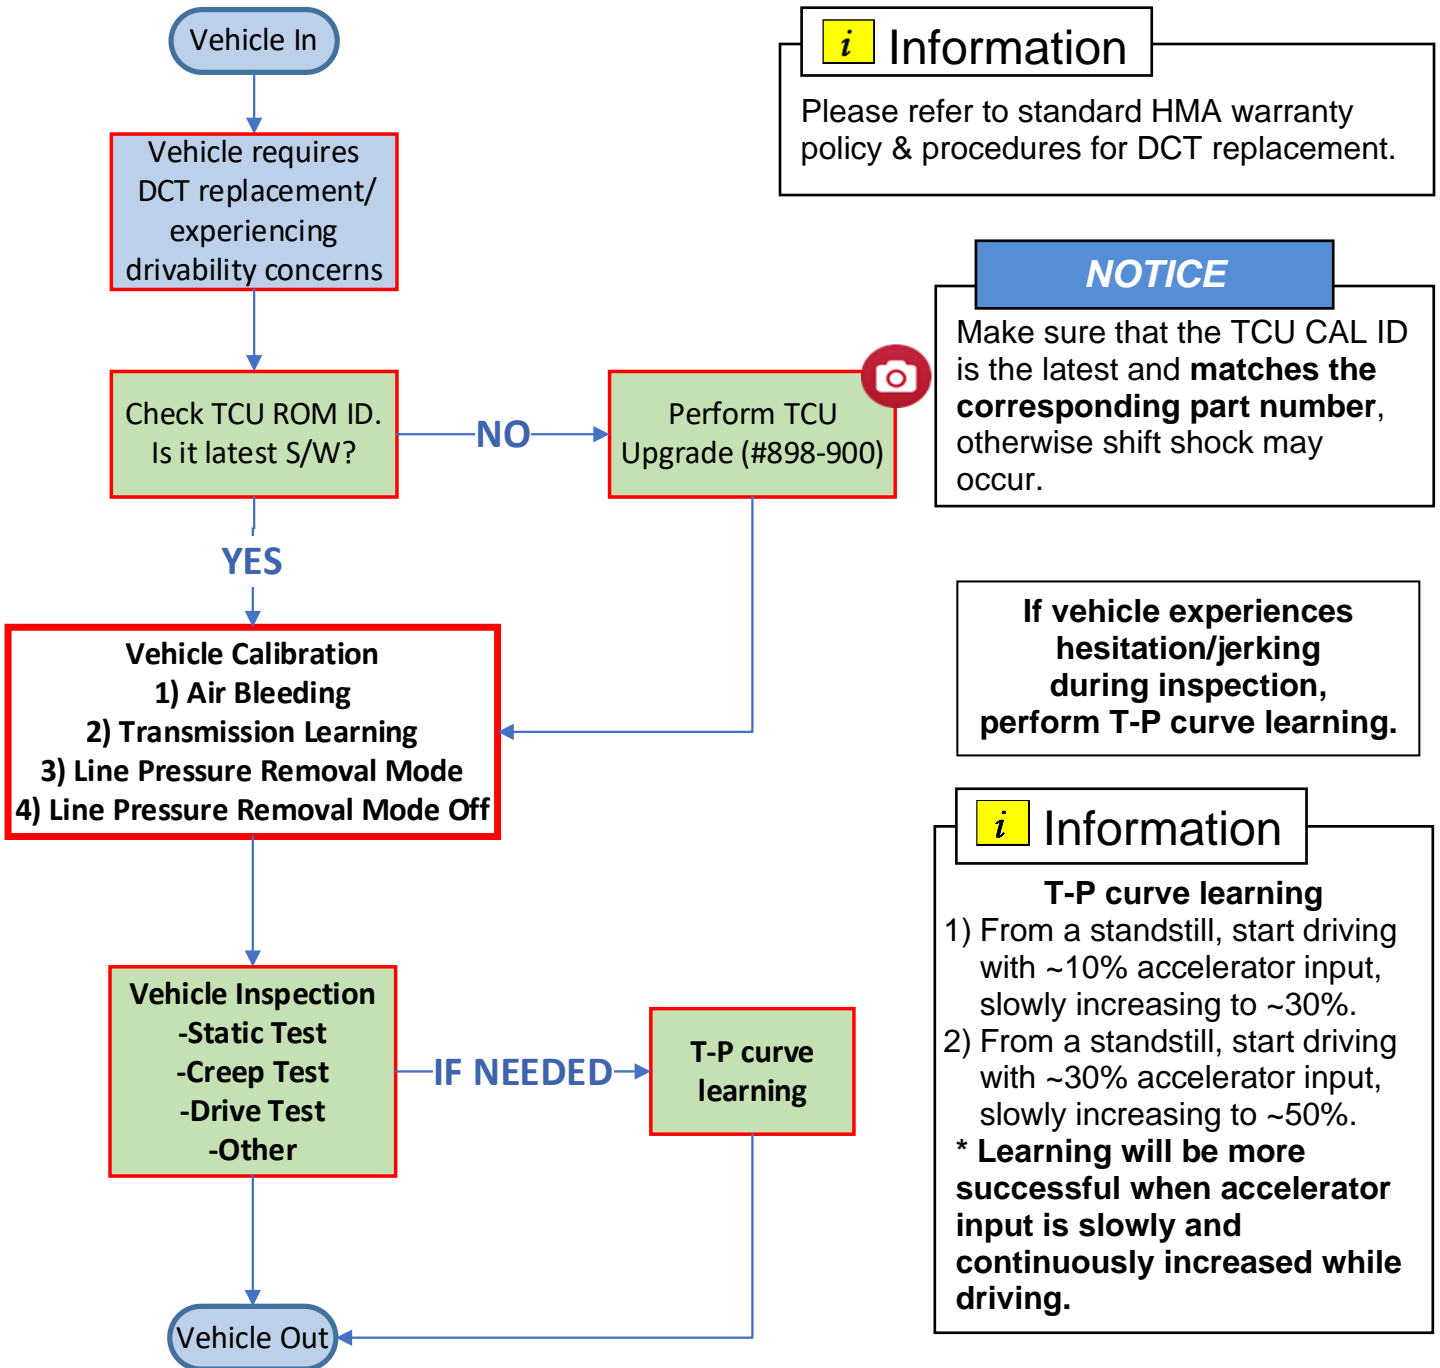 Vehicle In
Vehicle requires
DCT replacement/
experiencing
drivability concerns
Check TCU ROM ID.
Is it latest S/W?
NO
Perform TCU
Upgrade (#898-900)
YES
Vehicle Calibration
1) Air Bleeding
2) Transmission Learning
3) Line Pressure Removal Mode
4) Line Pressure Removal Mode Off
Vehicle Inspection
-Static Test
-Creep Test
-Drive Test
-Other
IF NEEDED
T-P curve
learning
Vehicle Out
i Information
Please refer to standard HMA warranty
policy & procedures for DCT replacement.
NOTICE
Make sure that the TCU CAL ID
is the latest and matches the
corresponding part number,
otherwise shift shock may
occur.
If vehicle experiences
hesitation/jerking
during inspection,
perform T-P curve learning.
i Information
T-P curve learning
1) From a standstill, start driving
with ~10% accelerator input,
slowly increasing to ~30%.
2) From a standstill, start driving
with ~30% accelerator input,
slowly increasing to ~50%.
* Learning will be more
successful when accelerator
input is slowly and
continuously increased while
driving.